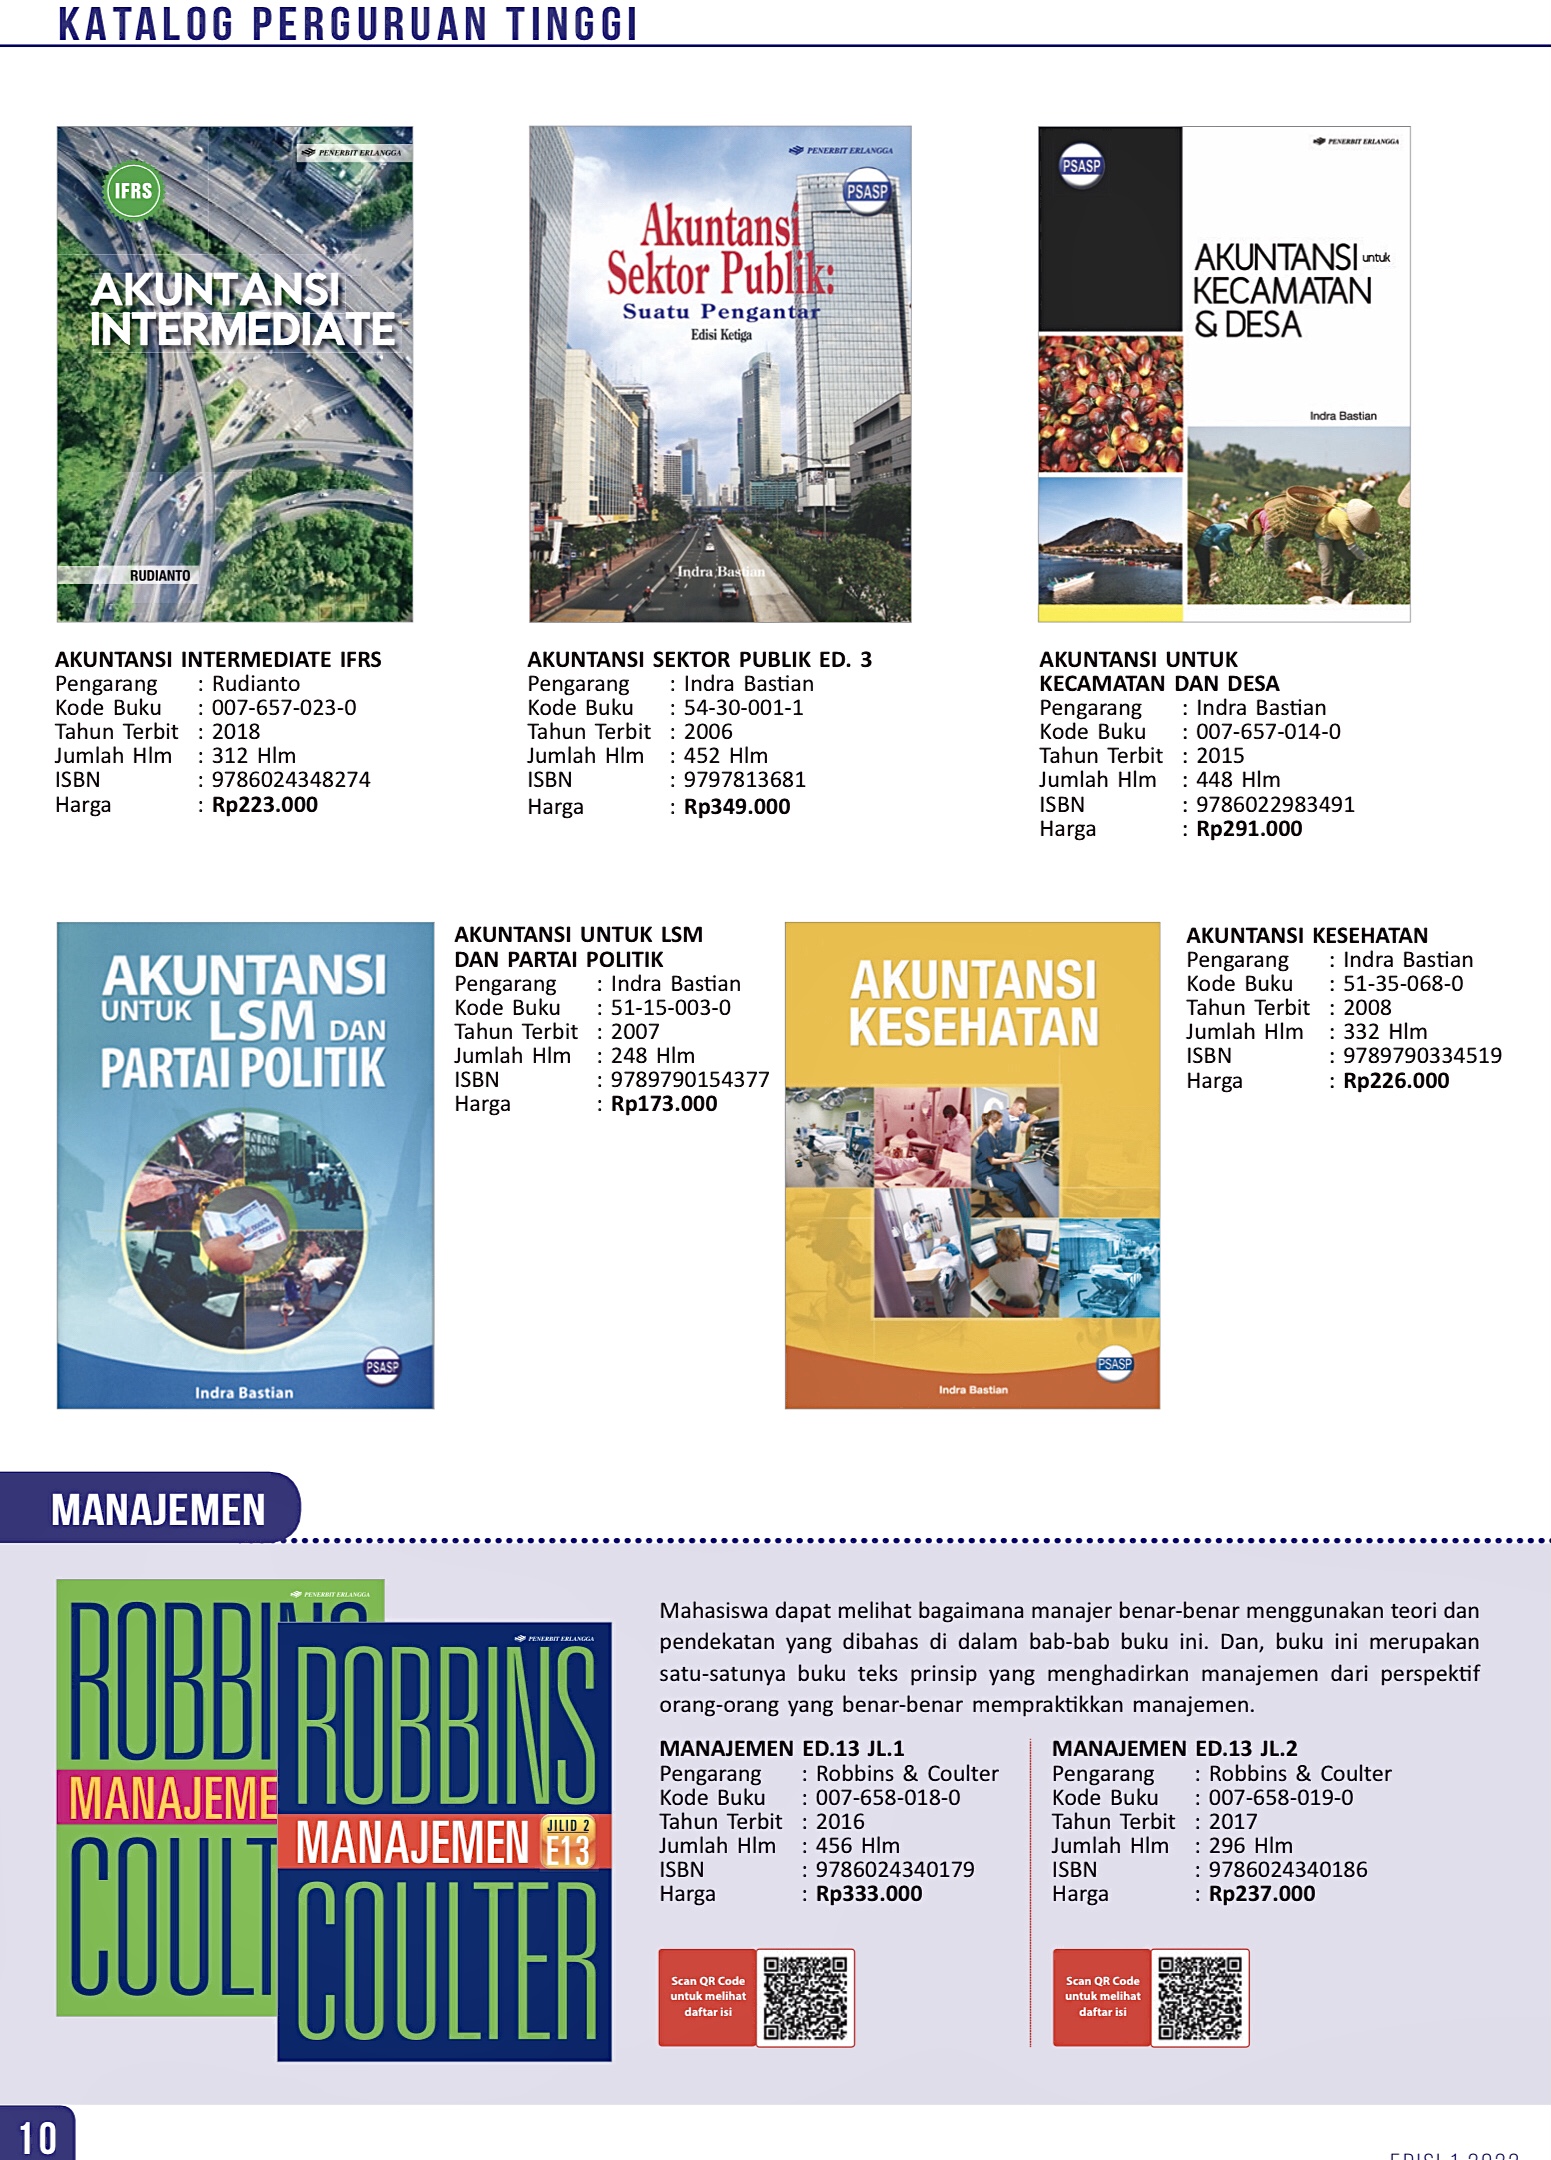 KATALOG PERGURUAN TINGGI
PENERBIT ERLANGGA
IFRS
AKUNTANSI
INTERMEDIATE
RUDIANTO
PENERBIT ERLANGGA
PSASP
Akuntansi
Sektor Publik:
Suatu Pengantar
Edisi Ketiga
Indra Bastian
PENERBIT ERLANGGA
PSASP
AKUNTANSI untuk
KECAMATAN
& DESA
Indra Bastian
AKUNTANSI INTERMEDIATE IFRS
Pengarang : Rudianto
Kode Buku : 007-657-023-0
Tahun Terbit : 2018
Jumlah Hlm : 312 Hlm
ISBN : 9786024348274
Harga : Rp223.000
AKUNTANSI SEKTOR PUBLIK ED. 3
Pengarang : Indra Bastian
Kode Buku : 54-30-001-1
Tahun Terbit : 2006
Jumlah Hlm : 452 Hlm
ISBN : 9797813681
Harga : Rp349.000
AKUNTANSI UNTUK
KECAMATAN DAN DESA
Pengarang : Indra Bastian
Kode Buku : 007-657-014-0
Tahun Terbit : 2015
Jumlah Hlm : 448 Hlm
ISBN : 9786022983491
Harga : Rp291.000
AKUNTANSI
UNTUK LSM DAN
PARTAI POLITIK
PSASP
Indra Bastian
AKUNTANSI UNTUK LSM
DAN PARTAI POLITIK
Pengarang : Indra Bastian
Kode Buku : 51-15-003-0
Tahun Terbit : 2007
Jumlah Hlm : 248 Hlm
ISBN : 9789790154377
Harga : Rp173.000
AKUNTANSI
KESEHATAN
PSASP
Indra Bastian
AKUNTANSI KESEHATAN
Pengarang : Indra Bastian
Kode Buku : 51-35-068-0
Tahun Terbit : 2008
Jumlah Hlm : 332 Hlm
ISBN : 9789790334519
Harga : Rp226.000
MANAJEMEN
PENERBIT ERLANGGA
ROBBINS
MANAJEME
COULT
PENERBIT ERLANGGA
ROBBINS
MANAJEMEN
JILID 2
E13
COULTER
Mahasiswa dapat melihat bagaimana manajer benar-benar menggunakan teori dan
pendekatan yang dibahas di dalam bab-bab buku ini. Dan, buku ini merupakan
satu-satunya buku teks prinsip yang menghadirkan manajemen dari perspektif
orang-orang yang benar-benar mempraktikkan manajemen.
MANAJEMEN ED.13 JL.1
Pengarang : Robbins & Coulter
Kode Buku : 007-658-018-0
Tahun Terbit : 2016
Jumlah Hlm : 456 Hlm
ISBN : 9786024340179
Harga : Rp333.000
Scan QR Code
untuk melihat
daftar isi
MANAJEMEN ED.13 JL.2
Pengarang : Robbins & Coulter
Kode Buku : 007-658-019-0
Tahun Terbit : 2017
Jumlah Hlm : 296 Hlm
ISBN : 9786024340186
Harga : Rp237.000
Scan QR Code
untuk melihat
daftar isi
10